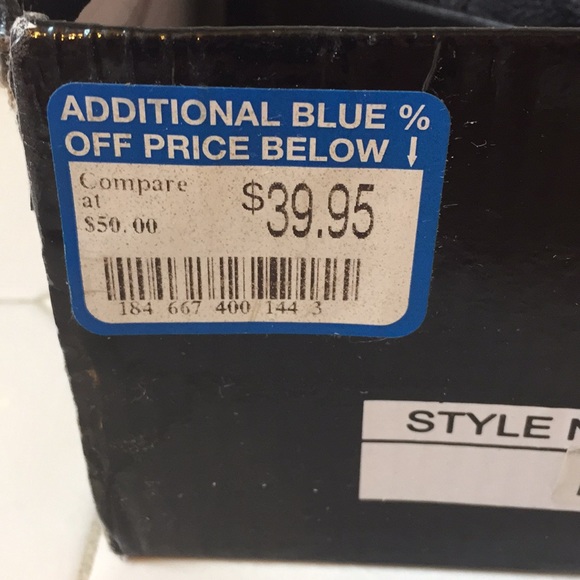 ADDITIONAL BLUE %
OFF PRICE BELOW ↓
Compare
at
$50.00
$39.95
184 667 400 144 3
STYLE